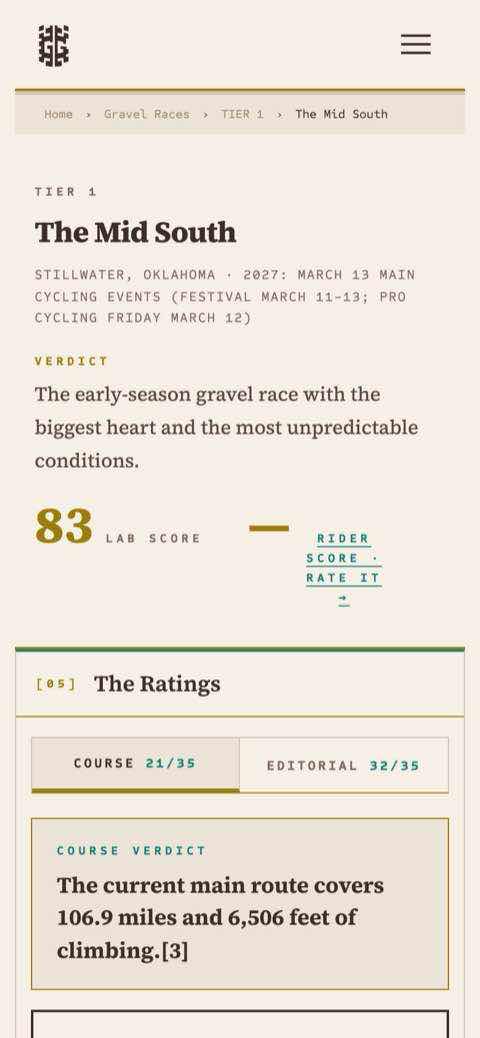 GG
Home › Gravel Races › TIER 1 › The Mid South
TIER 1
The Mid South
STILLWATER, OKLAHOMA · 2027: MARCH 13 MAIN
CYCLING EVENTS (FESTIVAL MARCH 11–13; PRO
CYCLING FRIDAY MARCH 12)
VERDICT
The early-season gravel race with the
biggest heart and the most unpredictable
conditions.
83 LAB SCORE
— RIDER
SCORE ·
RATE IT
→
[05] The Ratings
COURSE 21/35
EDITORIAL 32/35
COURSE VERDICT
The current main route covers
106.9 miles and 6,506 feet of
climbing.[3]